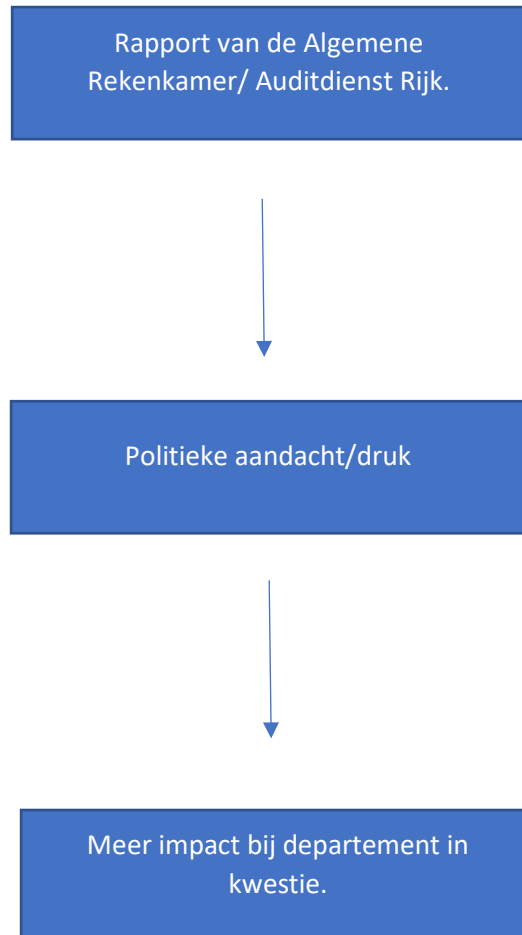 Rapport van de Algemene
Rekenkamer/ Auditdienst Rijk.
Politieke aandacht/druk
Meer impact bij departement in
kwestie.